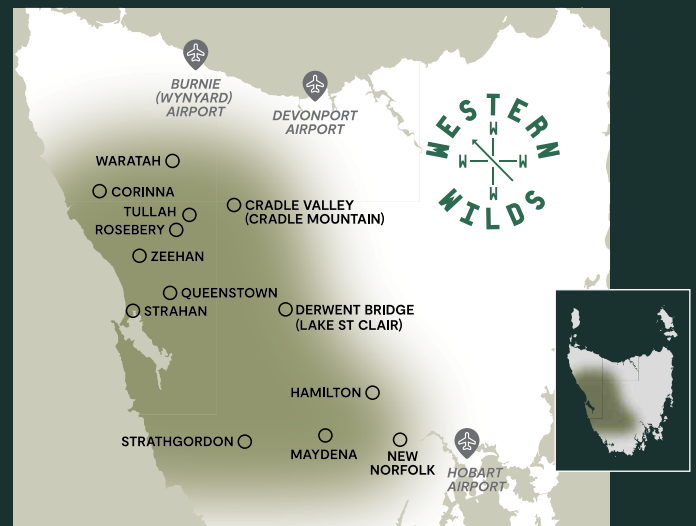 BURNIE
(WYNYARD)
AIRPORT
DEVONPORT
AIRPORT
WESTERN
WILDS
W
W
W
W
WARATAH
CORINNA
TULLAH
CRADLE VALLEY
(CRADLE MOUNTAIN)
ROSEBERY
ZEEHAN
QUEENSTOWN
STRAHAN
DERWENT BRIDGE
(LAKE ST CLAIR)
HAMILTON
STRATHGORDON
MAYDENA
NEW
NORFOLK
HOBART
AIRPORT